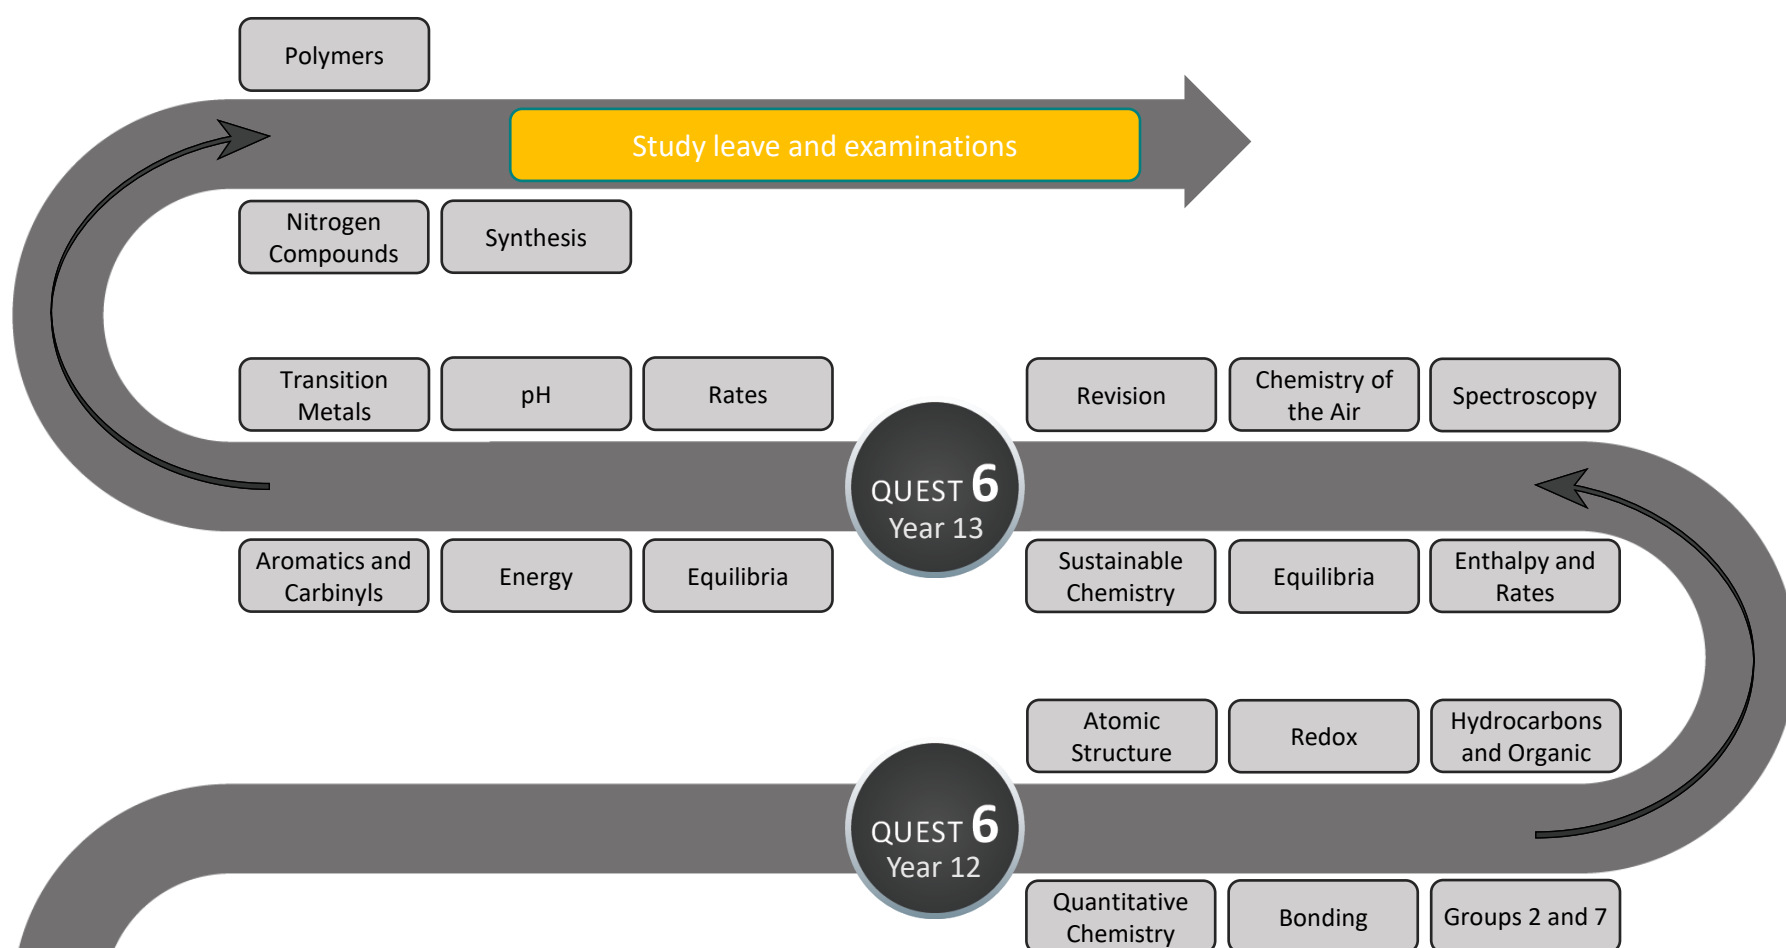 Polymers
Study leave and examinations
Nitrogen
Compounds
Synthesis
Transition
Metals
pH
Rates
Revision
Chemistry of
the Air
Spectroscopy
QUEST 6
Year 13
Aromatics and
Carbinyls
Energy
Equilibria
Sustainable
Chemistry
Equilibria
Enthalpy and
Rates
Atomic
Structure
Redox
Hydrocarbons
and Organic
QUEST 6
Year 12
Quantitative
Chemistry
Bonding
Groups 2 and 7